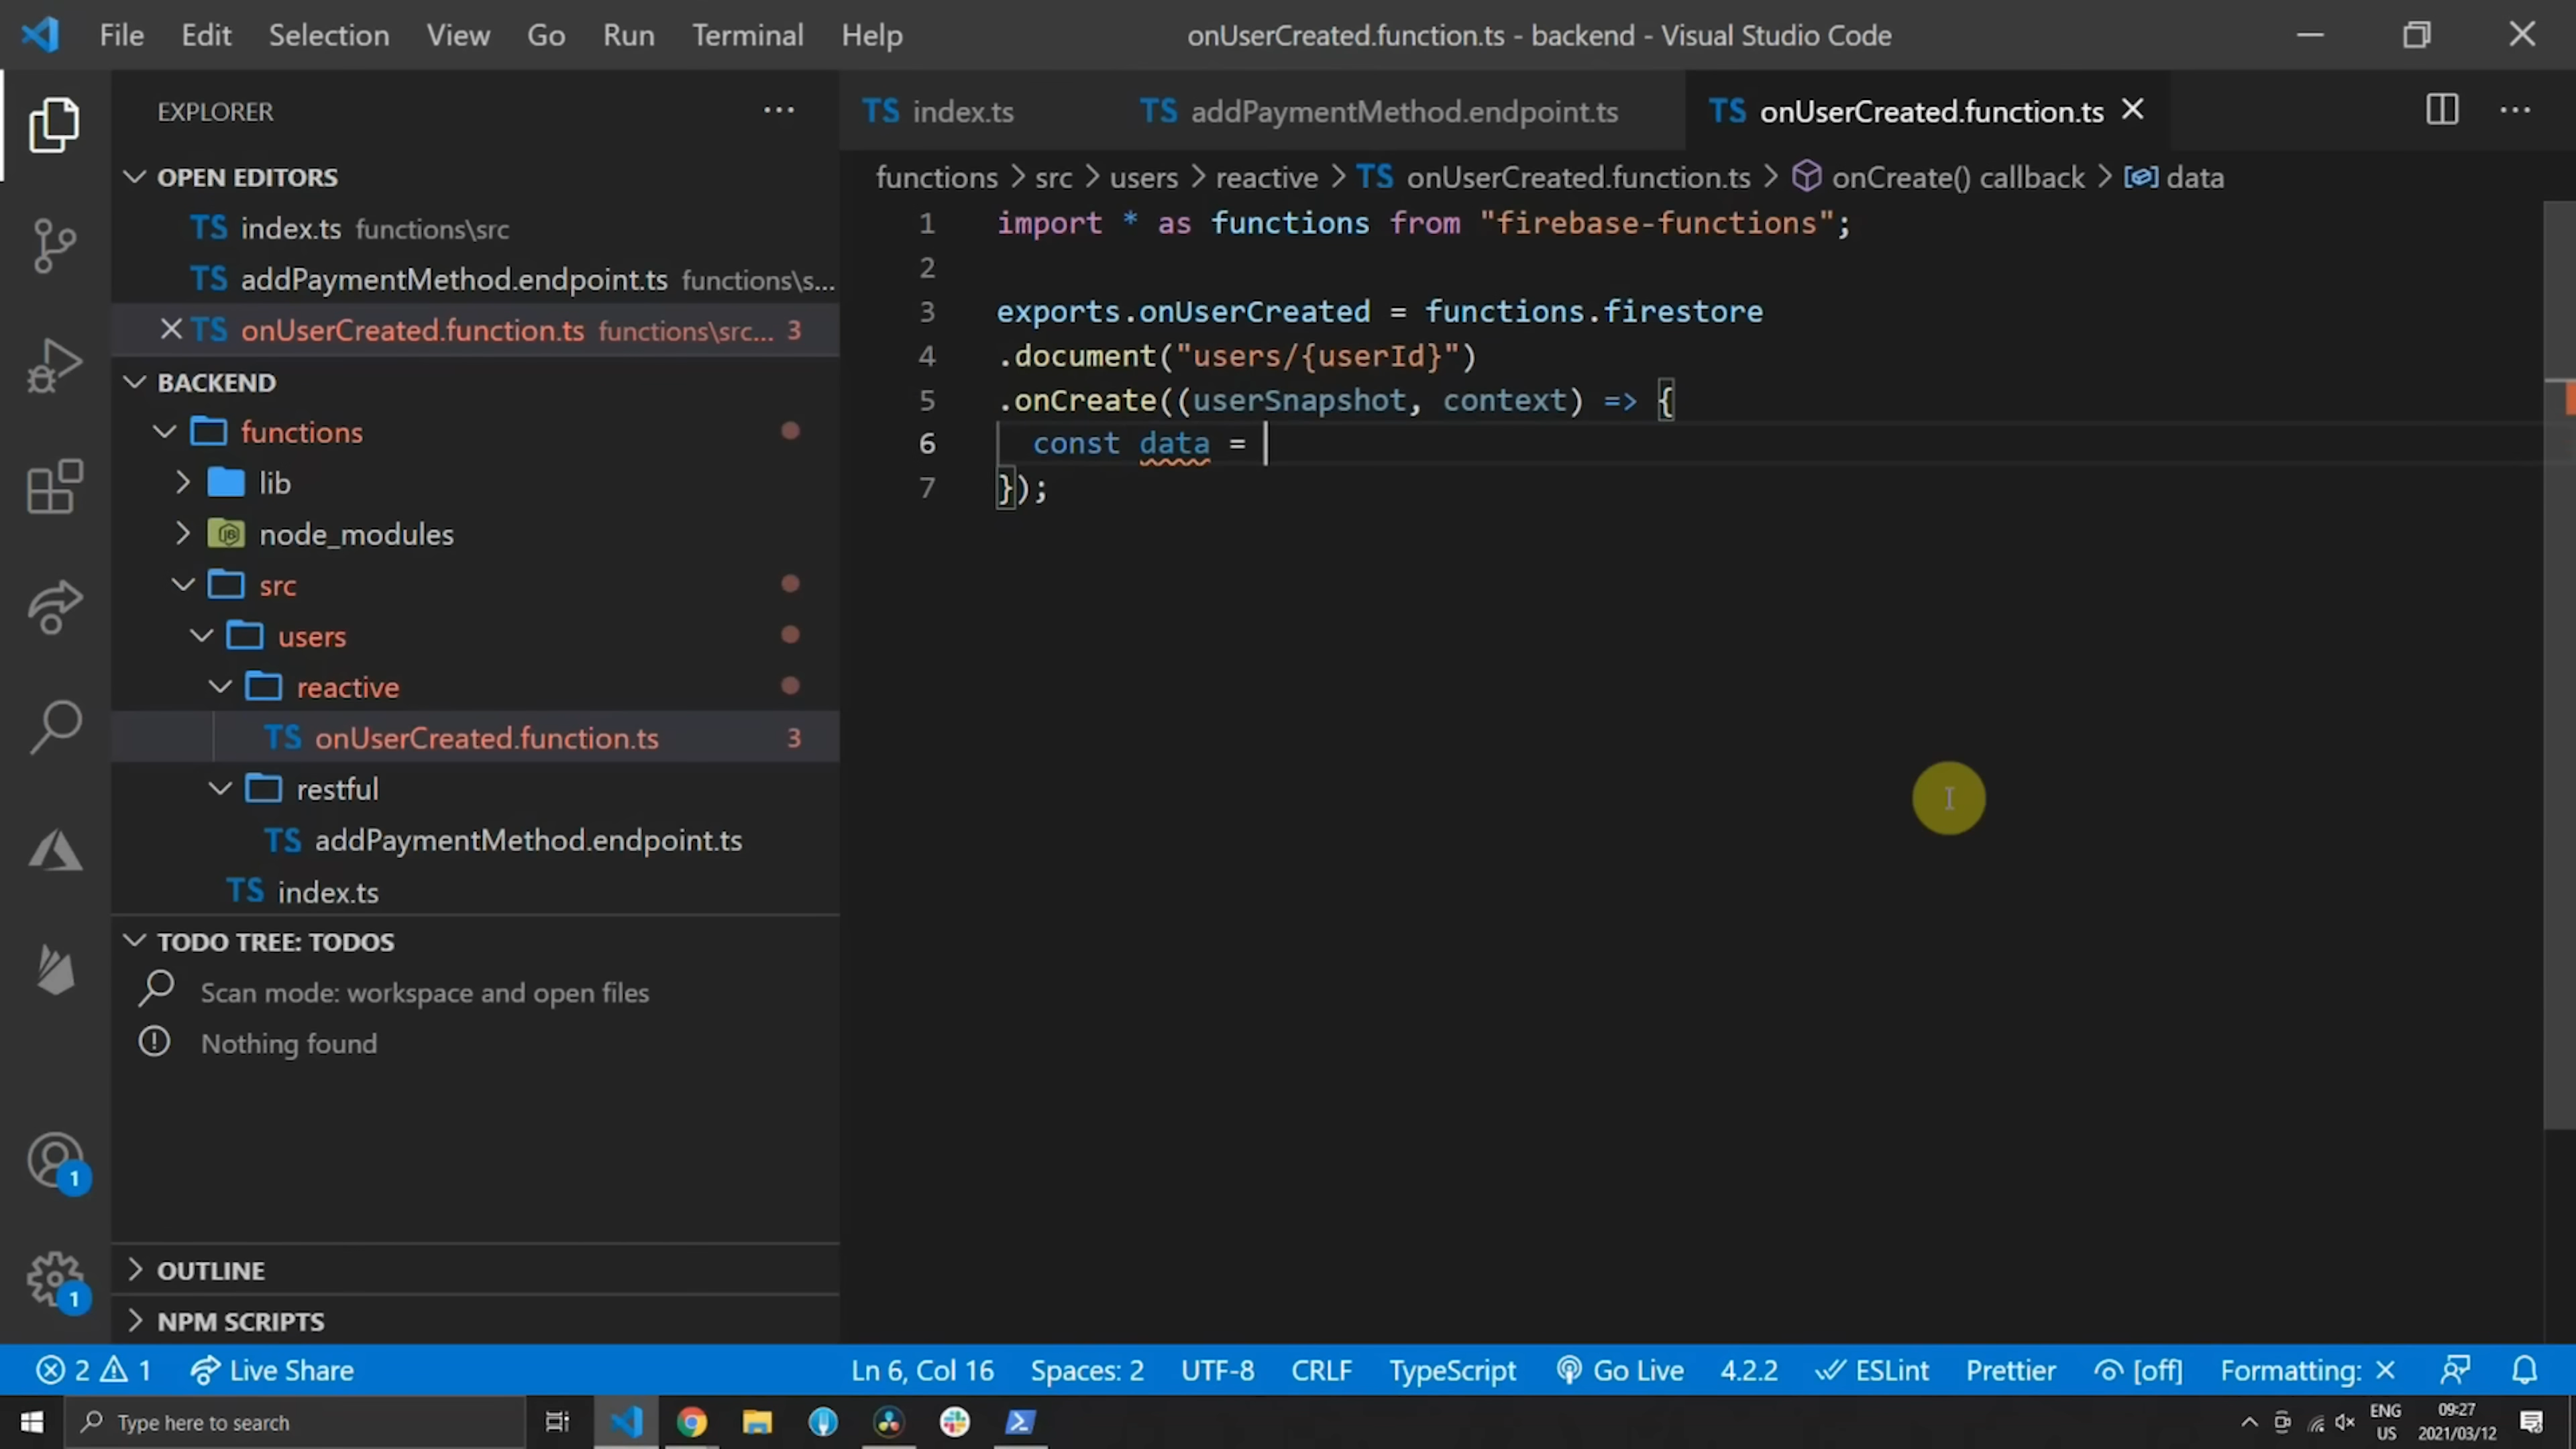 File Edit Selection View Go Run Terminal Help onUserCreated.function.ts - backend - Visual Studio Code
EXPLORER
OPEN EDITORS
TS index.ts functions\src
TS addPaymentMethod.endpoint.ts functions\s...
TS onUserCreated.function.ts functions\src... 3
BACKEND
functions
lib
node_modules
src
users
reactive
TS onUserCreated.function.ts 3
restful
TS addPaymentMethod.endpoint.ts
TS index.ts
TODO TREE: TODOS
Scan mode: workspace and open files
Nothing found
OUTLINE
NPM SCRIPTS
1
1
TS index.ts TS addPaymentMethod.endpoint.ts TS onUserCreated.function.ts
functions > src > users > reactive > TS onUserCreated.function.ts > onCreate() callback > data
1 import * as functions from "firebase-functions";
2
3 exports.onUserCreated = functions.firestore
4 .document("users/{userId}")
5 .onCreate((userSnapshot, context) => {
6 const data =
7 });
2 1 Live Share Ln 6, Col 16 Spaces: 2 UTF-8 CRLF TypeScript Go Live 4.2.2 ESLint Prettier [off] Formatting: ✕
Type here to search
ENG
US
09:27
2021/03/12